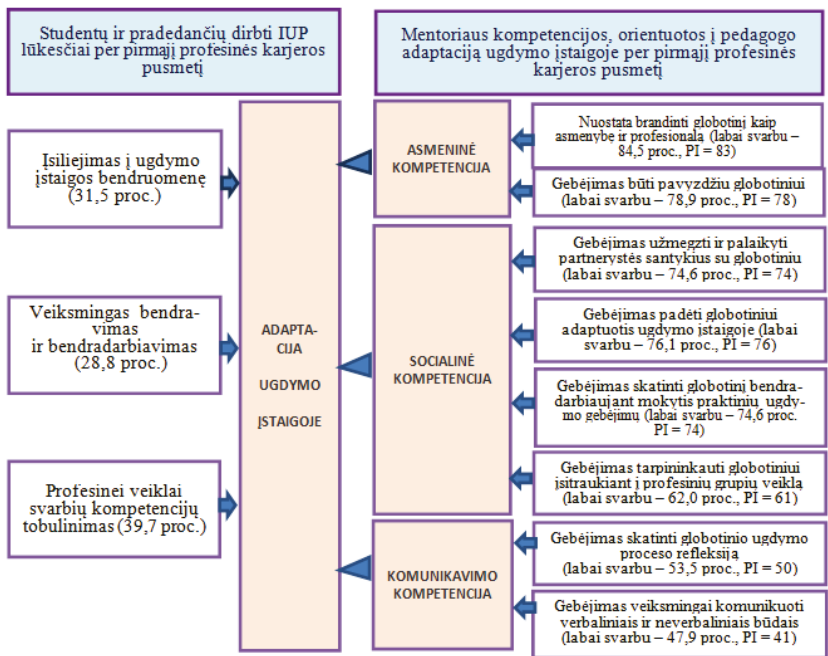 Studentų ir pradedančių dirbti IUP
lūkesčiai per pirmąjį profesinės karjeros
pusmetį
Mentoriaus kompetencijos, orientuotos į pedagogo
adaptaciją ugdymo įstaigoje per pirmąjį profesinės
karjeros pusmetį
Įsiliejimas į ugdymo
įstaigos bendruomenę
(31,5 proc.)
Veiksmingas bendra-
vimas
ir bendradarbiavimas
(28,8 proc.)
Profesinei veiklai
svarbių kompetencijų
tobulinimas (39,7 proc.)
ADAPTA-
CIJA
UGDYMO
ĮSTAIGOJE
ASMENINĖ
KOMPETENCIJA
Nuostata brandinti globotinį kaip
asmenybę ir profesionalą (labai svarbu –
84,5 proc., PI = 83)
Gebėjimas būti pavyzdžiu globotiniui
(labai svarbu – 78,9 proc., PI = 78)
SOCIALINĖ
KOMPETENCIJA
Gebėjimas užmegzti ir palaikyti
partnerystės santykius su globotiniu
(labai svarbu – 74,6 proc., PI = 74)
Gebėjimas padėti globotiniui
adaptuotis ugdymo įstaigoje (labai
svarbu – 76,1 proc., PI = 76)
Gebėjimas skatinti globotinį bendra-
darbiaujant mokytis praktinių ugdy-
mo gebėjimų (labai svarbu – 74,6 proc.
PI = 74)
Gebėjimas tarpininkauti globotiniui
įsitraukiant į profesinių grupių veiklą
(labai svarbu – 62,0 proc., PI = 61)
KOMUNIKAVIMO
KOMPETENCIJA
Gebėjimas skatinti globotinio ugdymo
proceso refleksiją
(labai svarbu – 53,5 proc., PI = 50)
Gebėjimas veiksmingai komunikuoti
verbaliniais ir neverbaliniais būdais
(labai svarbu – 47,9 proc., PI = 41)